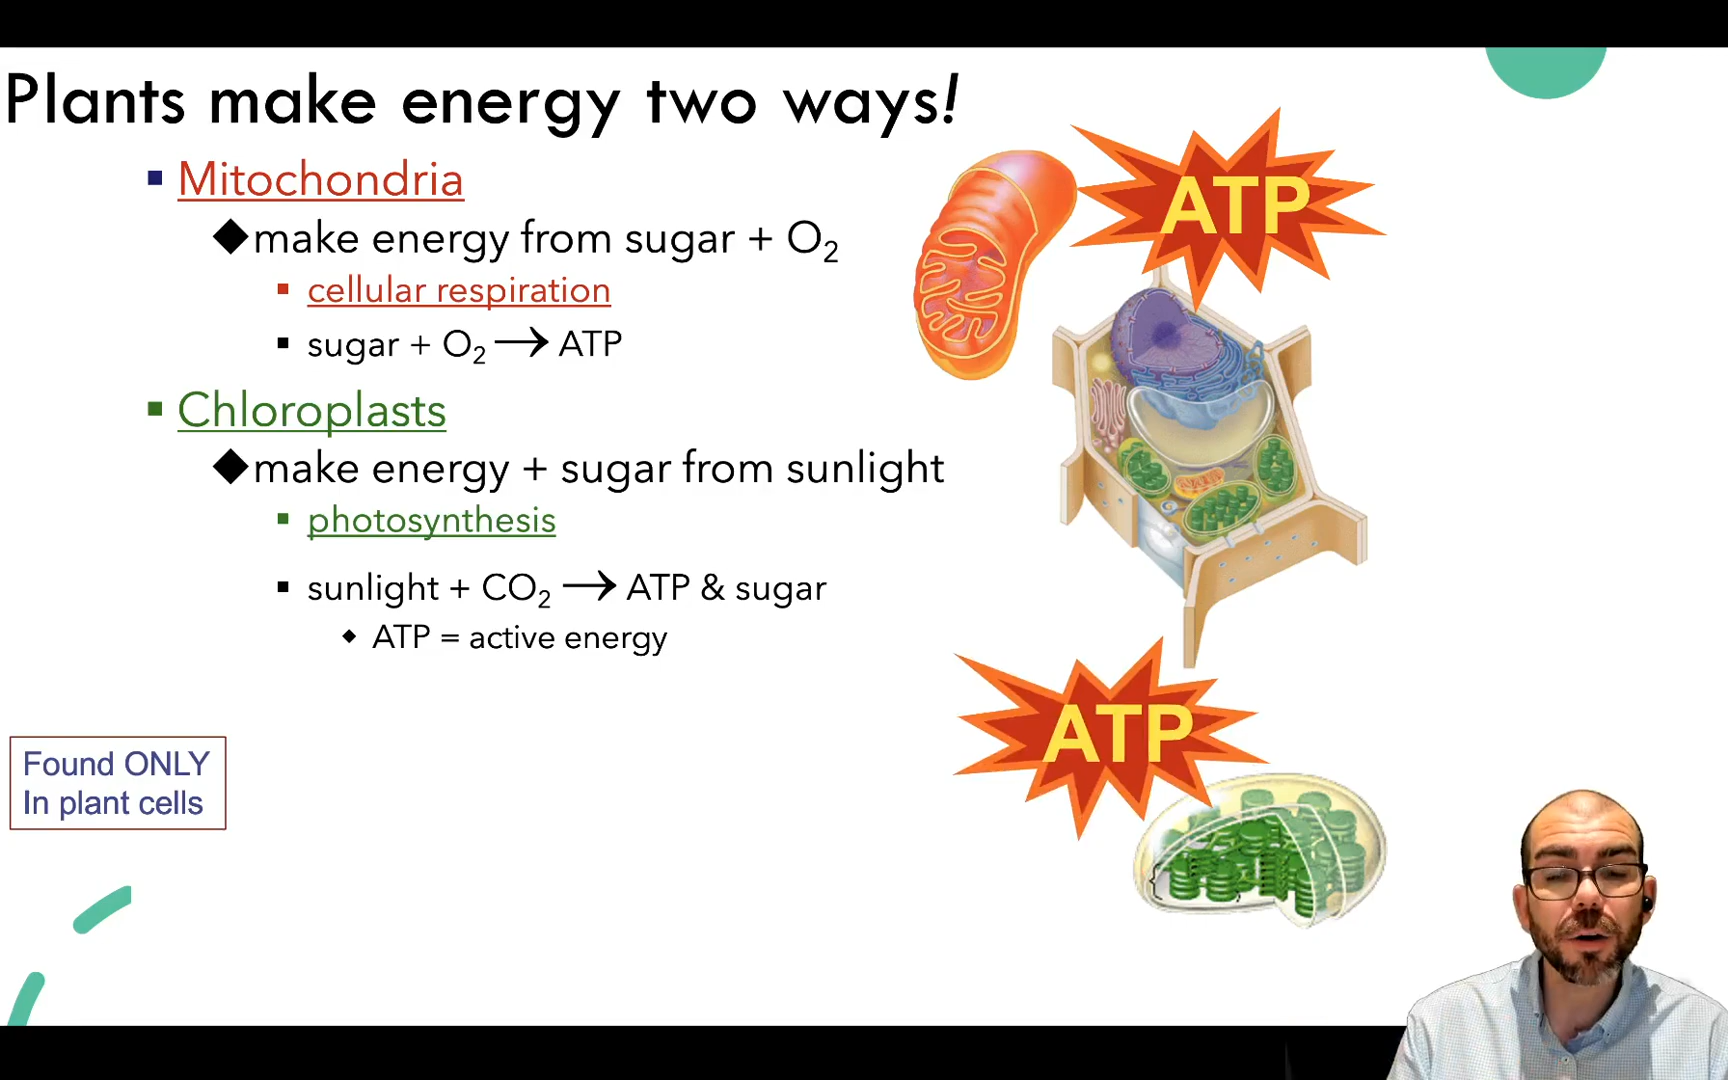 Plants make energy two ways!
▪ Mitochondria
◆make energy from sugar + O₂
▪ cellular respiration
▪ sugar + O₂ → ATP
▪ Chloroplasts
◆make energy + sugar from sunlight
▪ photosynthesis
▪ sunlight + CO₂ → ATP & sugar
◆ ATP = active energy
Found ONLY
In plant cells
ATP
ATP